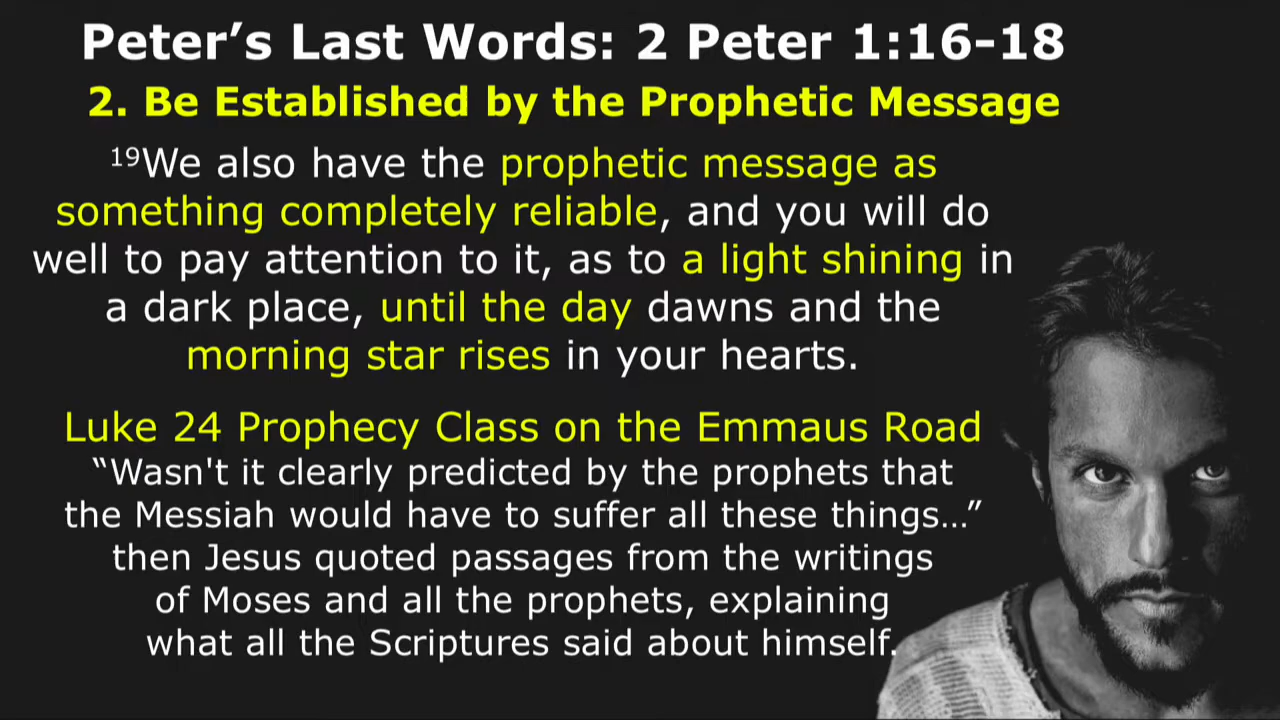 Peter’s Last Words: 2 Peter 1:16-18
2. Be Established by the Prophetic Message
¹⁹We also have the prophetic message as
something completely reliable, and you will do
well to pay attention to it, as to a light shining in
a dark place, until the day dawns and the
morning star rises in your hearts.
Luke 24 Prophecy Class on the Emmaus Road
“Wasn't it clearly predicted by the prophets that
the Messiah would have to suffer all these things…”
then Jesus quoted passages from the writings
of Moses and all the prophets, explaining
what all the Scriptures said about himself.